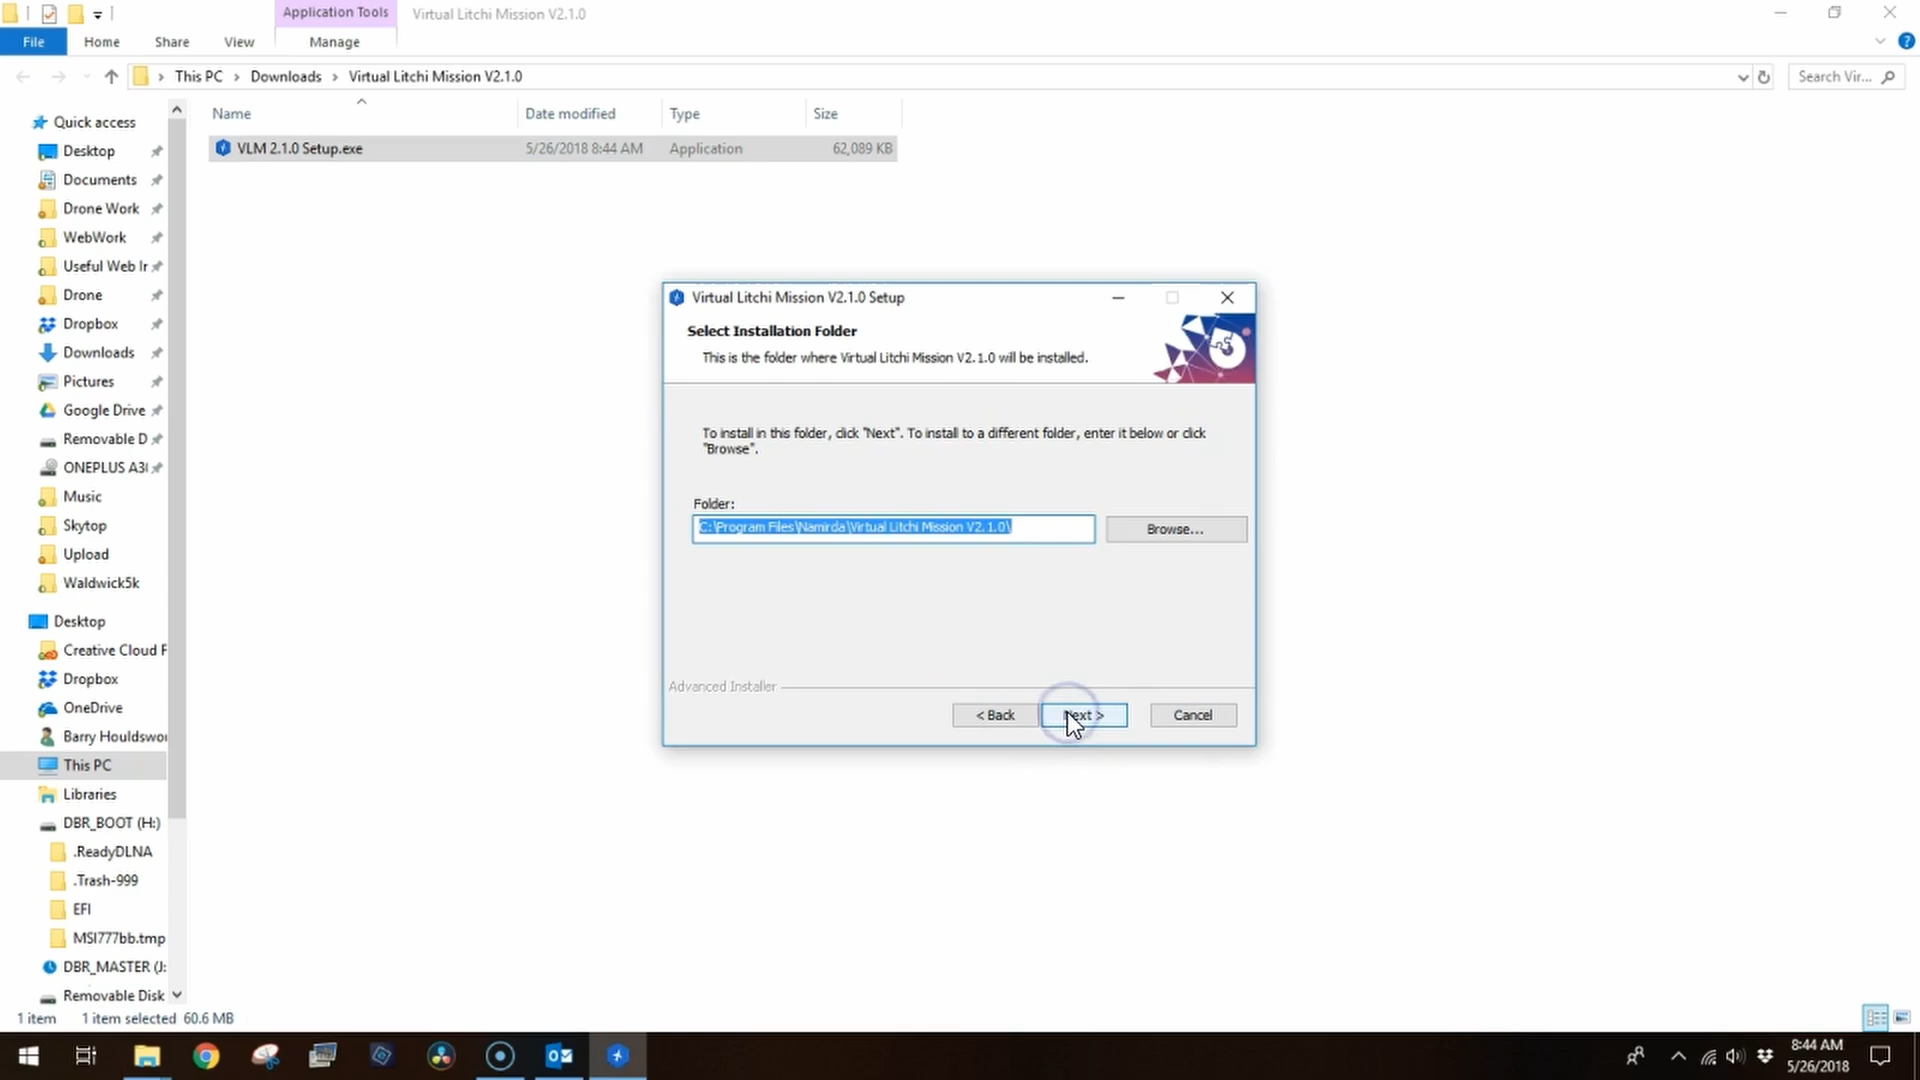 Application Tools
Virtual Litchi Mission V2.1.0
File
Home
Share
View
Manage
This PC
Downloads
Virtual Litchi Mission V2.1.0
Search Vir...
Name
Date modified
Type
Size
VLM 2.1.0 Setup.exe
5/26/2018 8:44 AM
Application
62,089 KB
Quick access
Desktop
Documents
Drone Work
WebWork
Useful Web Ir
Drone
Dropbox
Downloads
Pictures
Google Drive
Removable D
ONEPLUS A3(
Music
Skytop
Upload
Waldwick5k
Desktop
Creative Cloud F
Dropbox
OneDrive
Barry Houldswor
This PC
Libraries
DBR_BOOT (H:)
.ReadyDLNA
.Trash-999
EFI
MSI777bb.tmp
DBR_MASTER (J:
Removable Disk
Virtual Litchi Mission V2.1.0 Setup
Select Installation Folder
This is the folder where Virtual Litchi Mission V2.1.0 will be installed.
To install in this folder, click "Next". To install to a different folder, enter it below or click
"Browse".
Folder:
C:\Program Files\Namirda\Virtual Litchi Mission V2.1.0\
Browse...
Advanced Installer
< Back
Next >
Cancel
1 item
1 item selected
60.6 MB
8:44 AM
5/26/2018